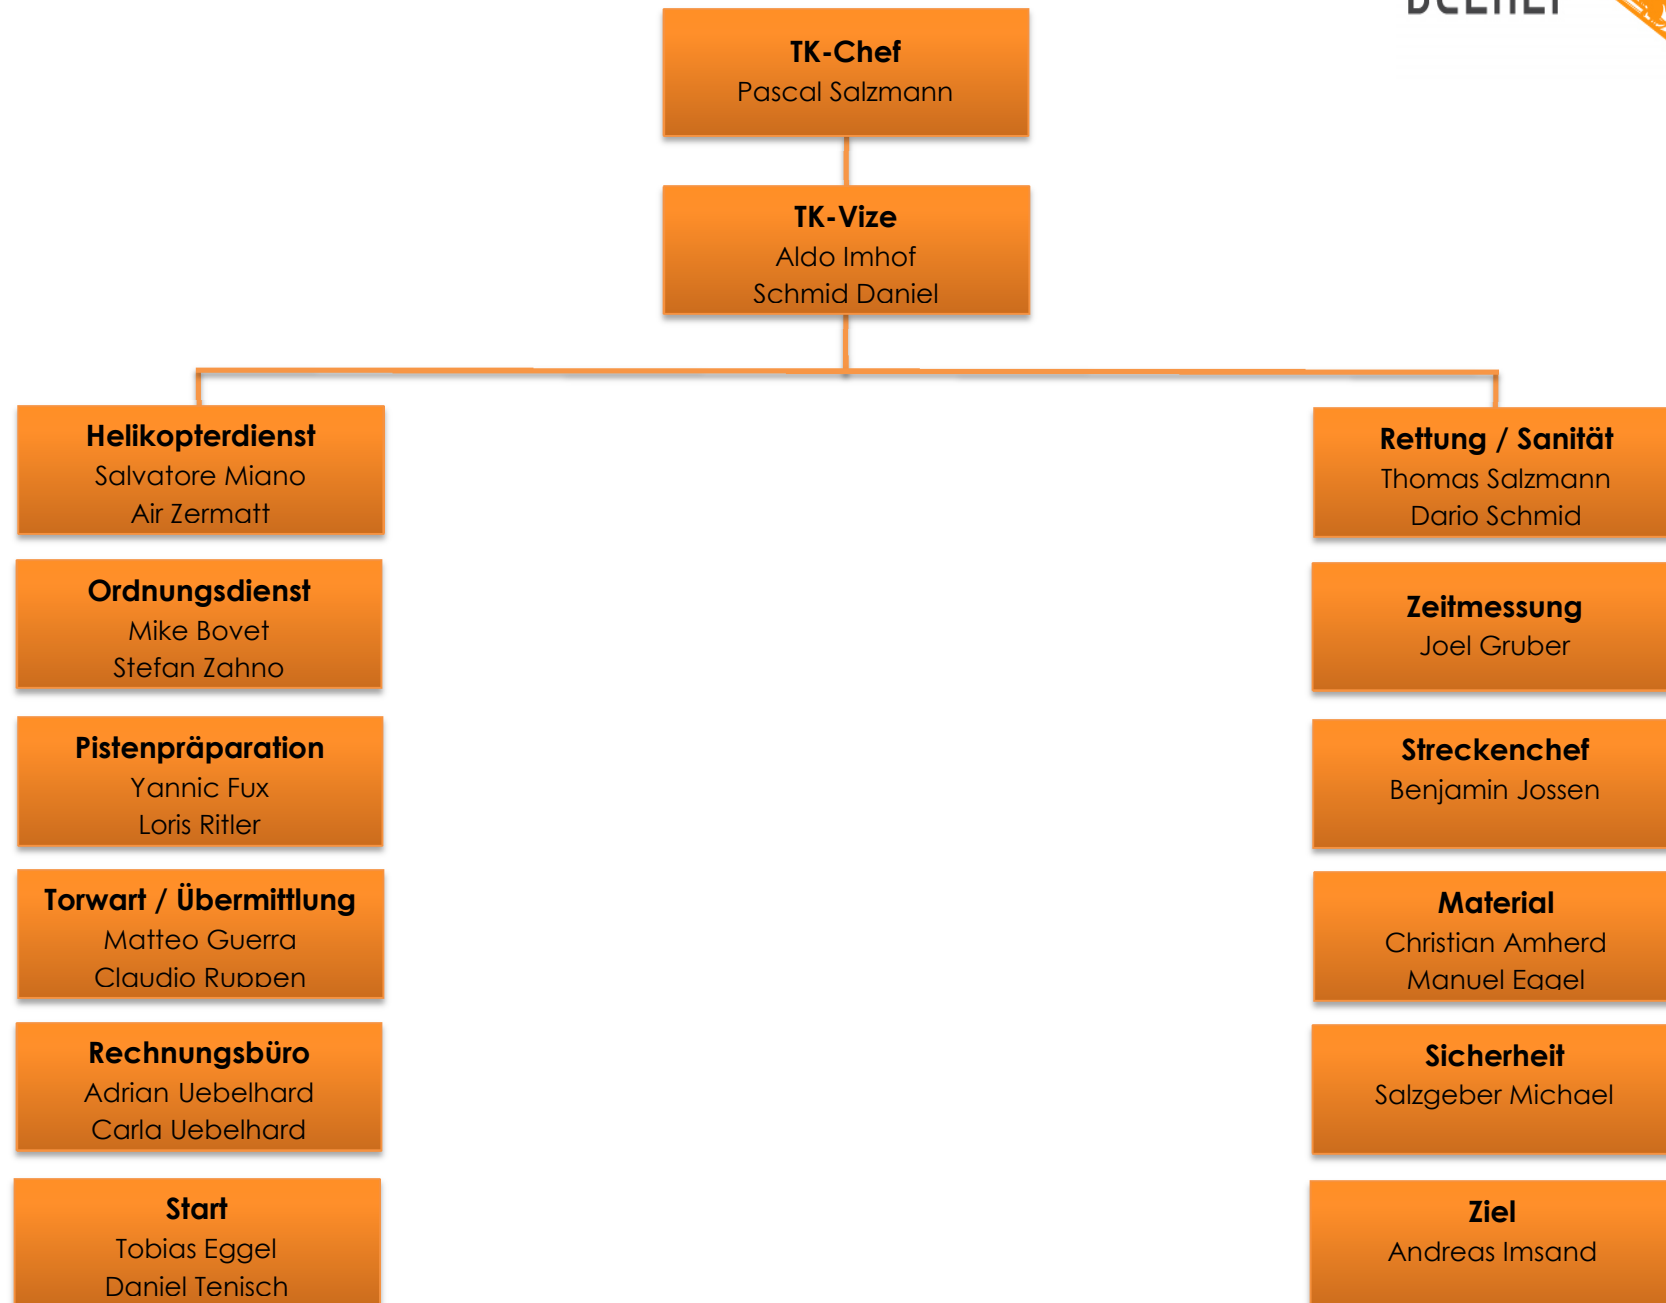 TK-Chef
Pascal Salzmann
TK-Vize
Aldo Imhof
Schmid Daniel
Helikopterdienst
Salvatore Miano
Air Zermatt
Ordnungsdienst
Mike Bovet
Stefan Zahno
Pistenpräparation
Yannic Fux
Loris Ritler
Torwart / Übermittlung
Matteo Guerra
Claudio Ruppen
Rechnungsbüro
Adrian Uebelhard
Carla Uebelhard
Start
Tobias Eggel
Daniel Tenisch
Rettung / Sanität
Thomas Salzmann
Dario Schmid
Zeitmessung
Joel Gruber
Streckenchef
Benjamin Jossen
Material
Christian Amherd
Manuel Eggel
Sicherheit
Salzgeber Michael
Ziel
Andreas Imsand